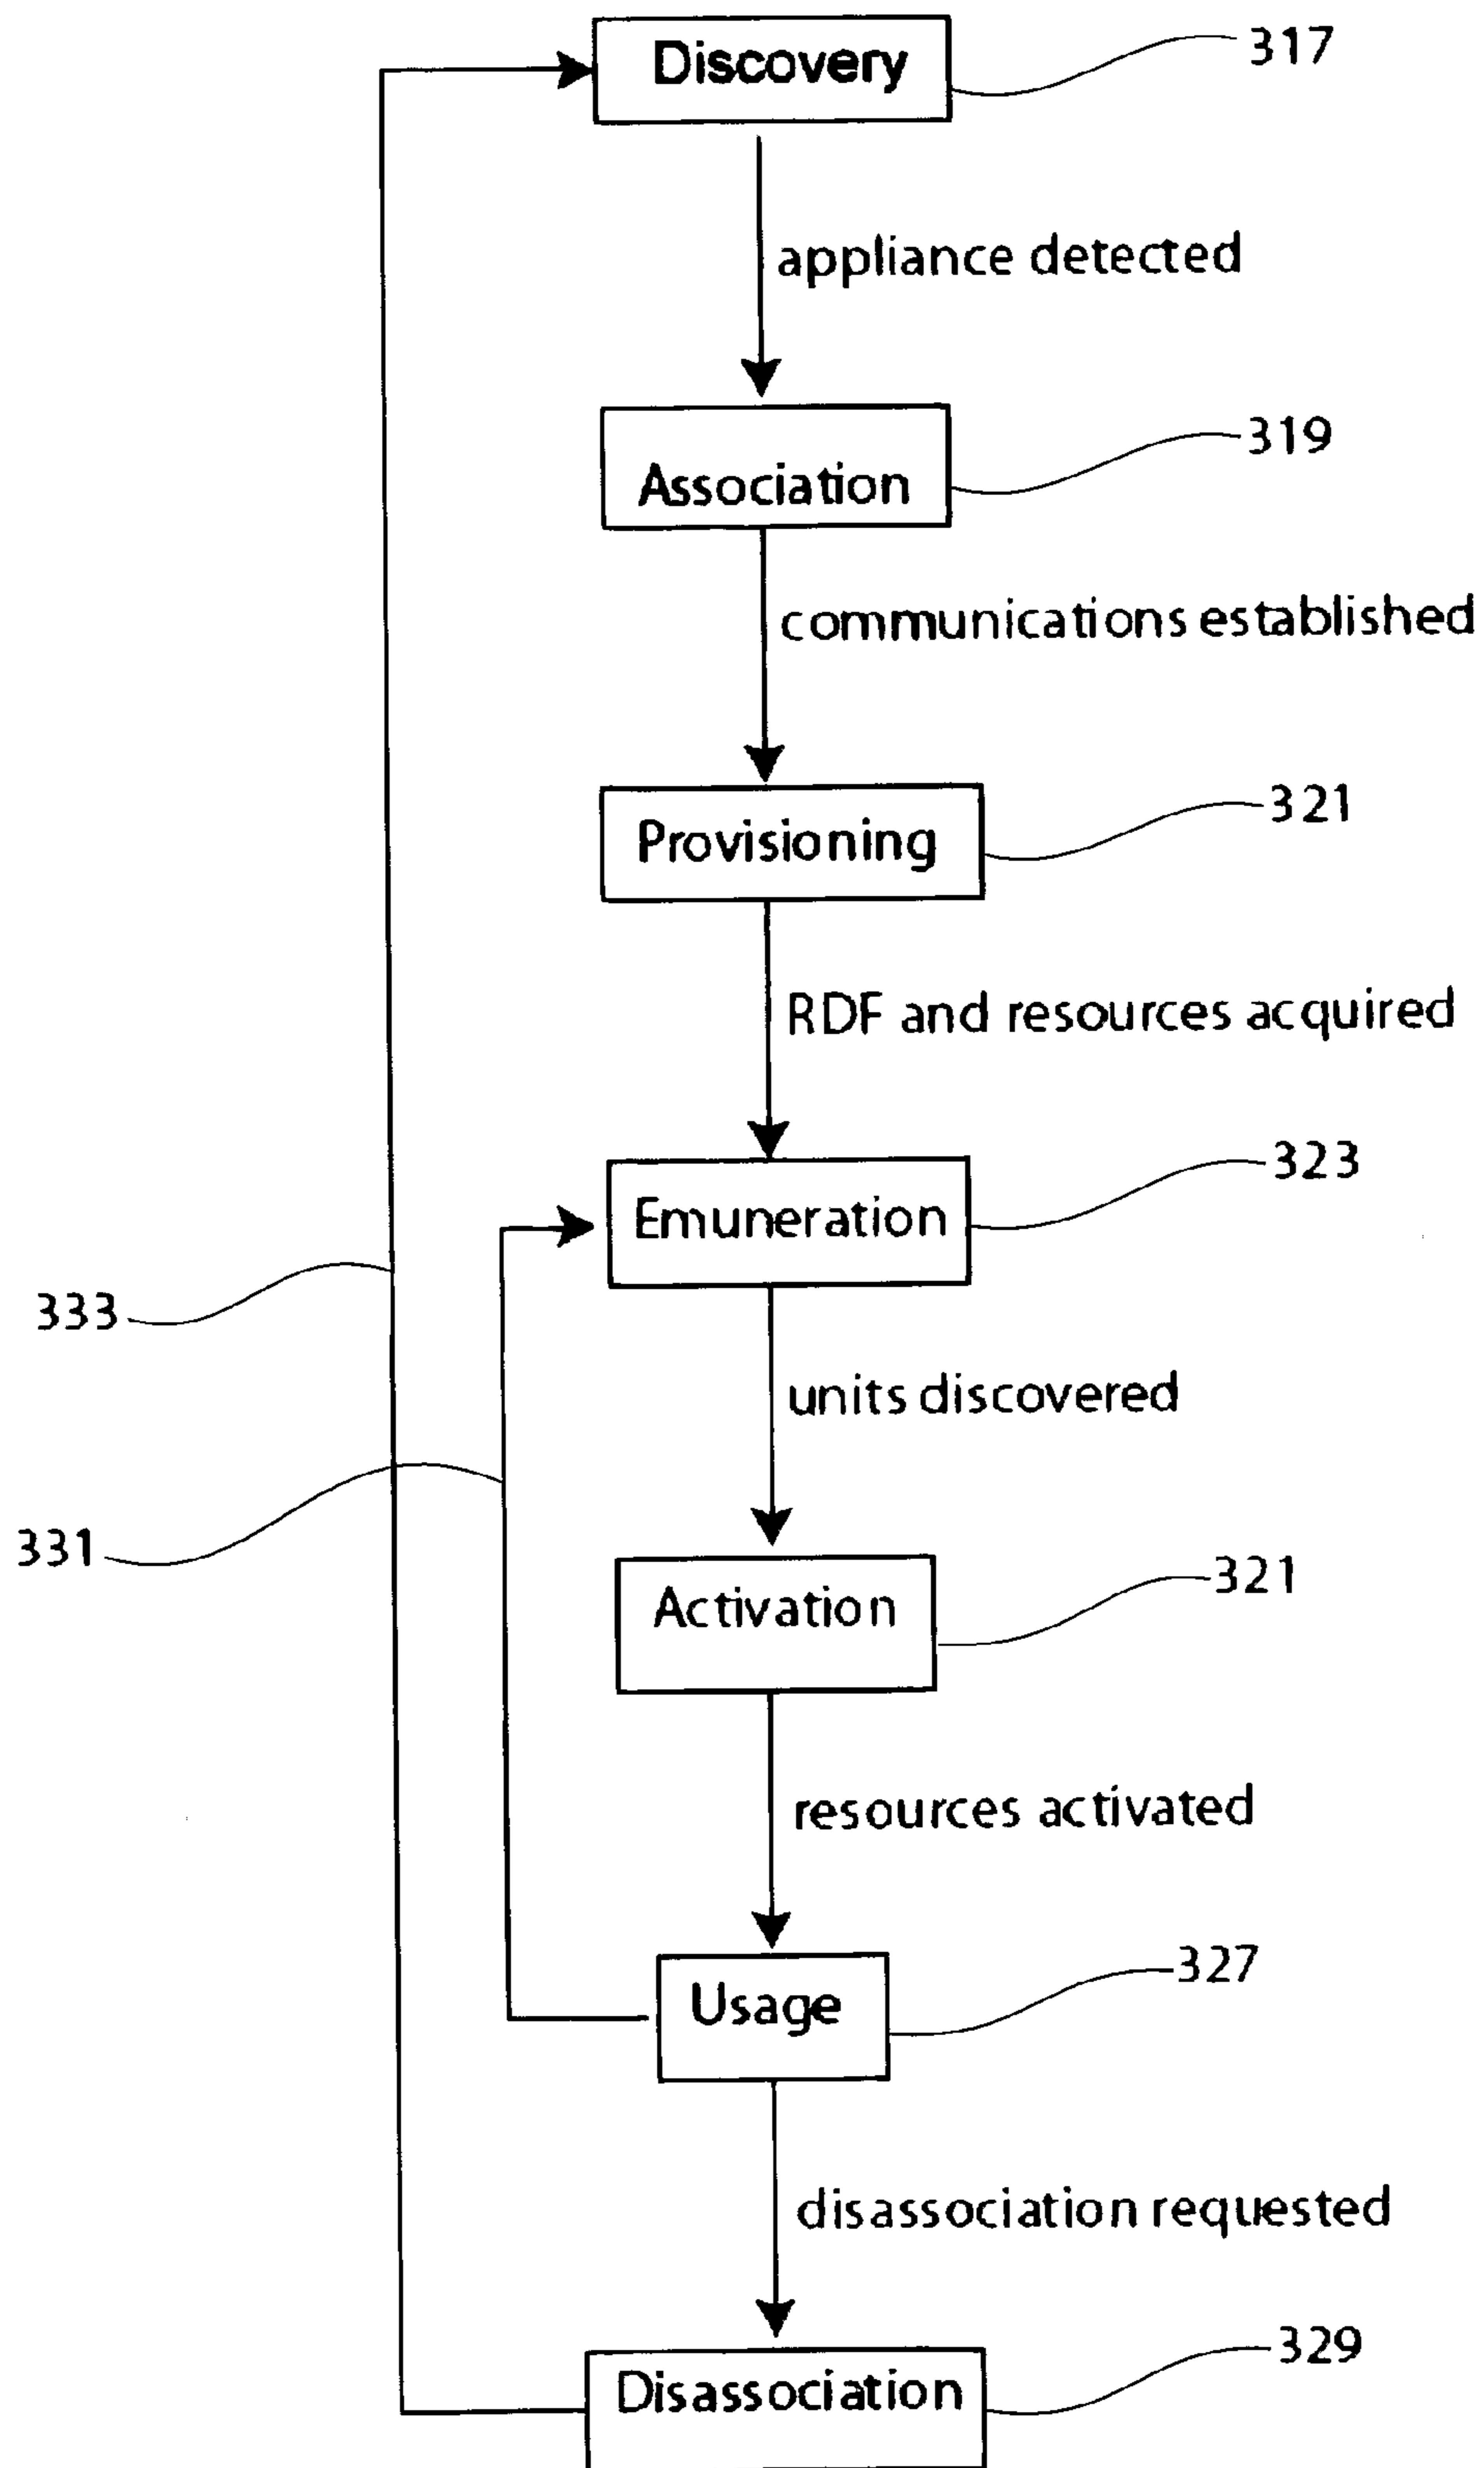 Discovery
317
appliance detected
Association
319
communications established
Provisioning
321
RDF and resources acquired
Emuneration
323
333
units discovered
331
Activation
321
resources activated
Usage
327
disassociation requested
Disassociation
329